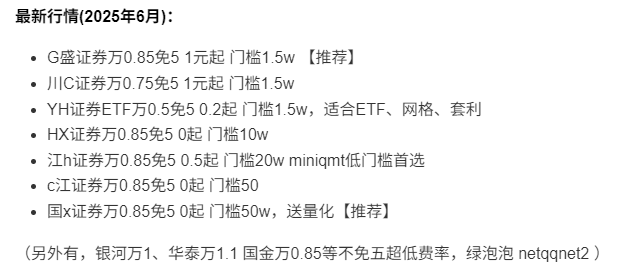 最新行情(2025年6月)：
G盛证券万0.85免5 1元起 门槛1.5w 【推荐】
川C证券万0.75免5 1元起 门槛1.5w
YH证券ETF万0.5免5 0.2起 门槛1.5w，适合ETF、网格、套利
HX证券万0.85免5 0起 门槛10w
江h证券万0.85免5 0.5起 门槛20w miniqmt低门槛首选
c江证券万0.85免5 0起 门槛50
国x证券万0.85免5 0起 门槛50w，送量化【推荐】
（另外有，银河万1、华泰万1.1 国金万0.85等不免五超低费率，绿泡泡 netqqnet2 ）